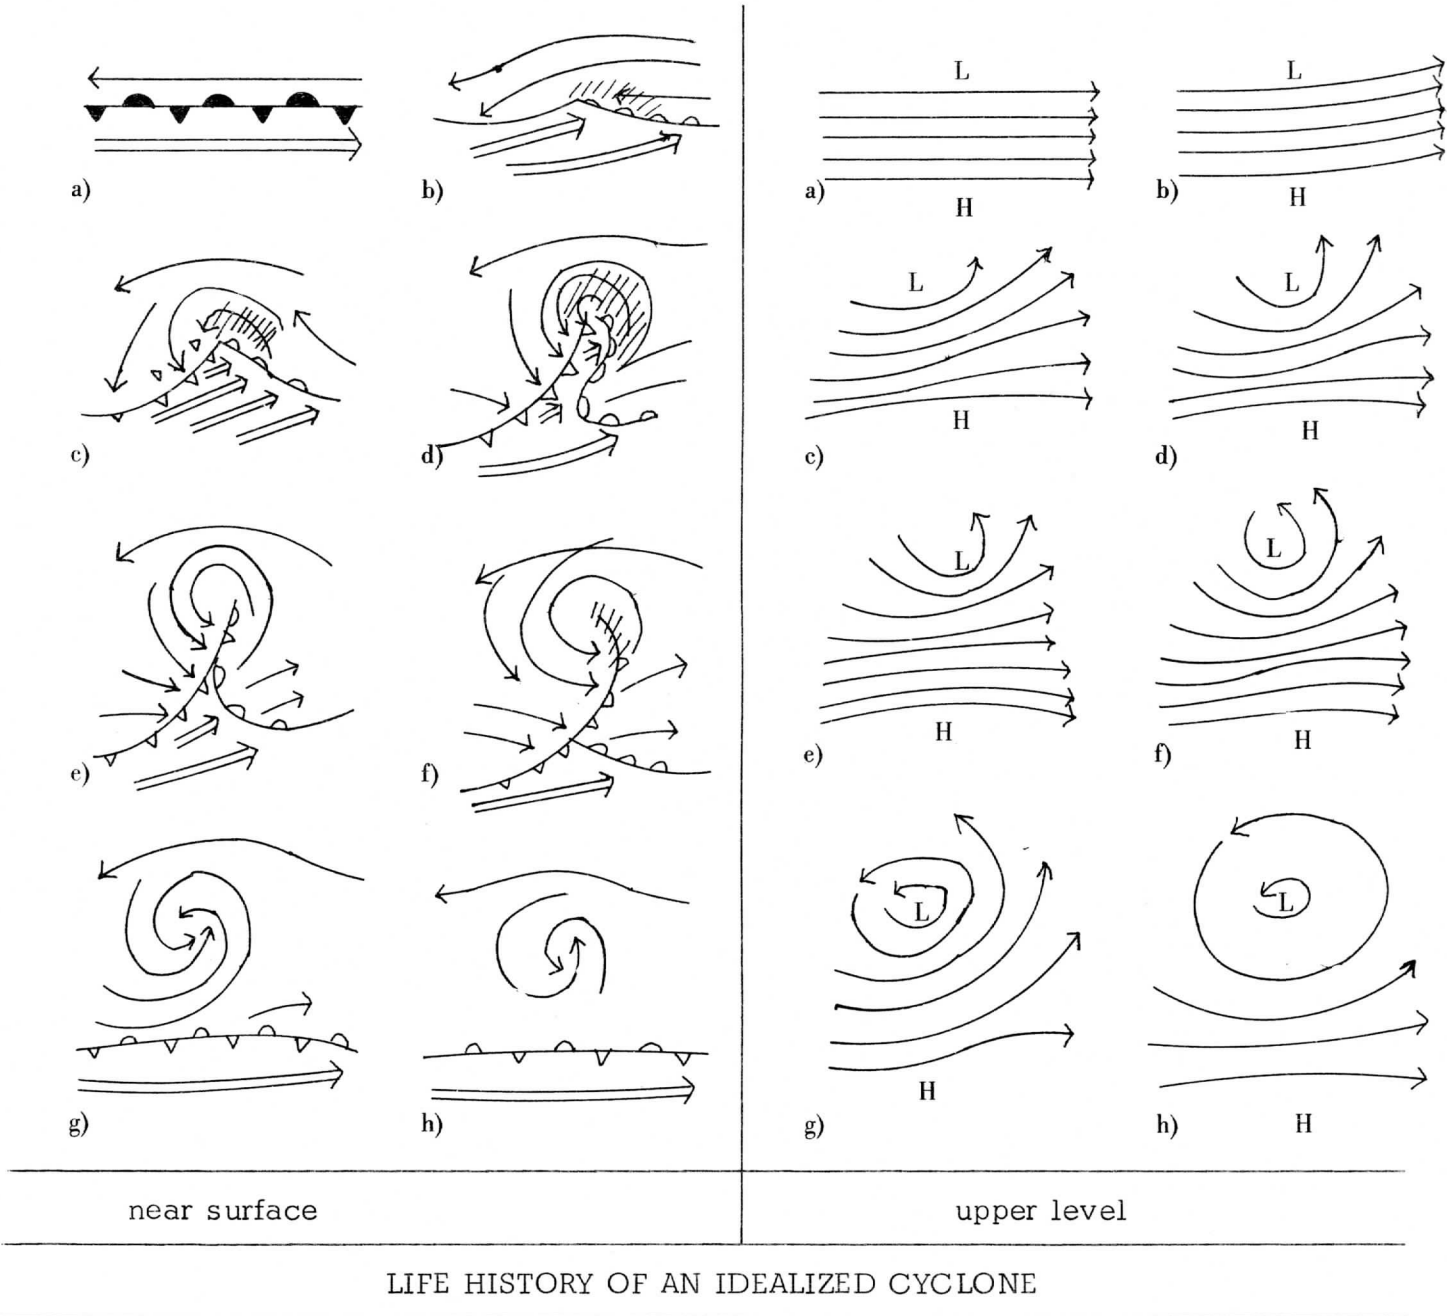 L L
a) b) a) H b) H
L L
c) d) c) H d) H
L L
e) f) e) H f) H
L L
g) h) g) H h) H
near surface upper level
LIFE HISTORY OF AN IDEALIZED CYCLONE